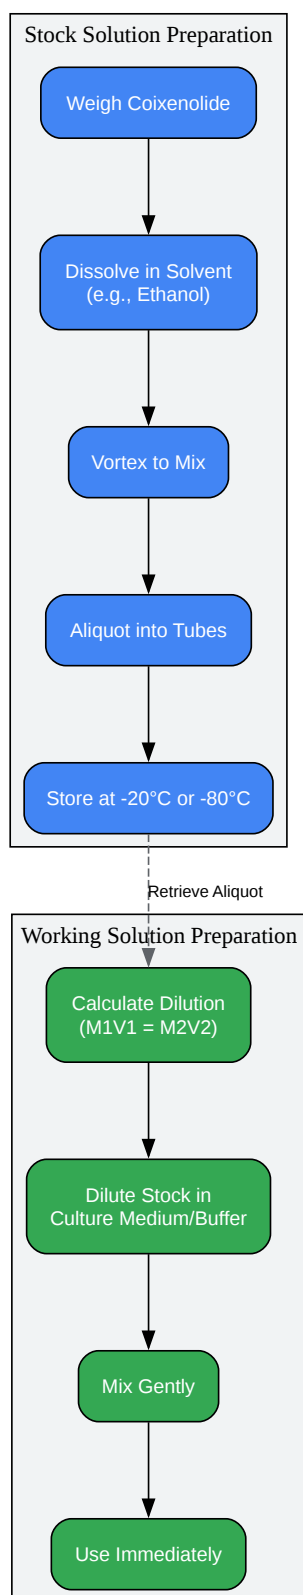 Stock Solution Preparation
Weigh Coixenolide
Dissolve in Solvent
(e.g., Ethanol)
Vortex to Mix
Aliquot into Tubes
Store at -20°C or -80°C
Retrieve Aliquot
Working Solution Preparation
Calculate Dilution
(M1V1 = M2V2)
Dilute Stock in
Culture Medium/Buffer
Mix Gently
Use Immediately